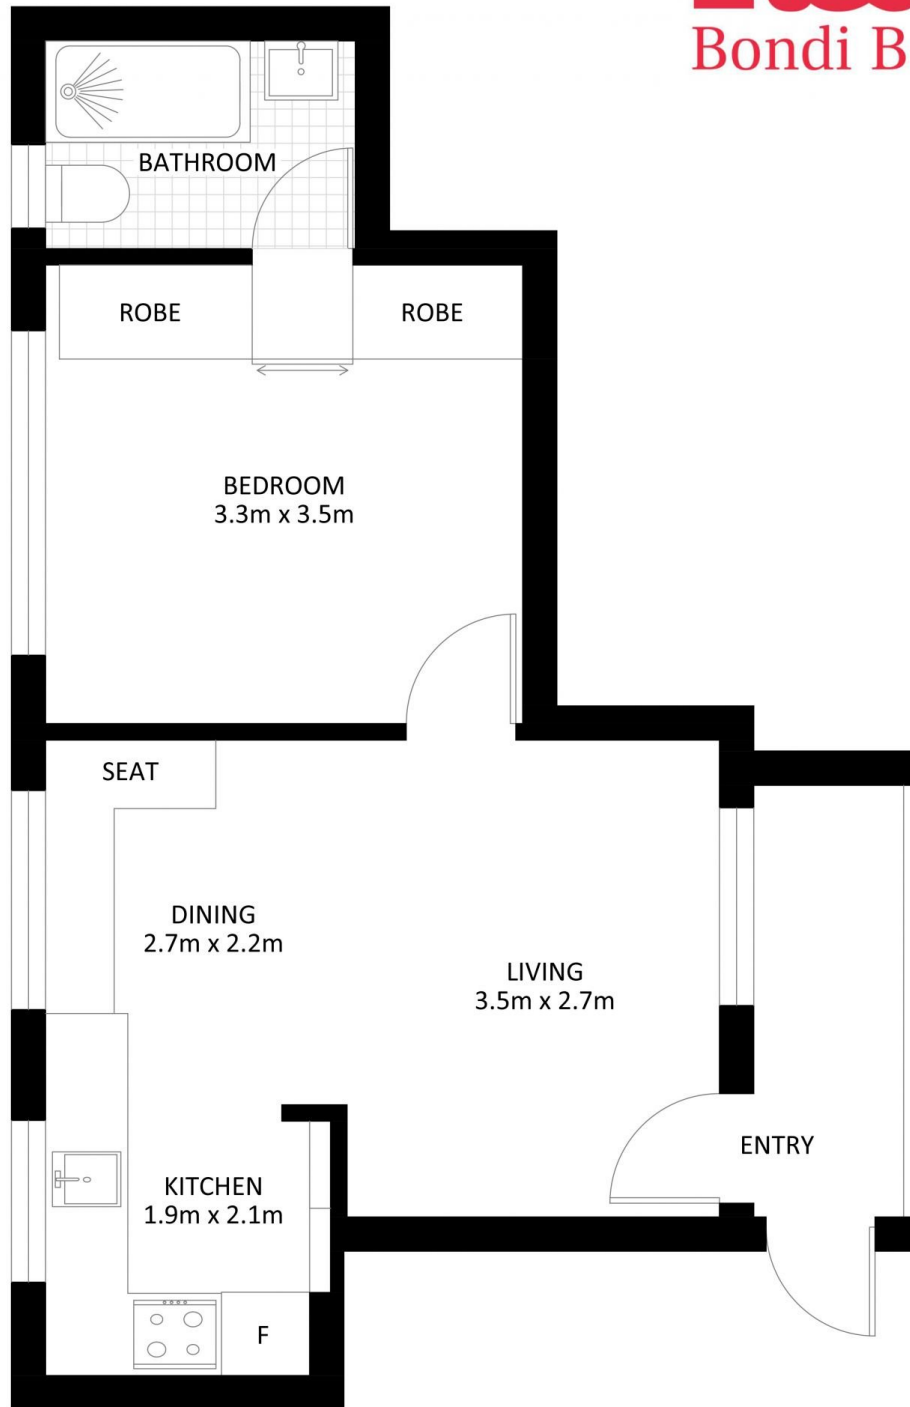 Bondi B
BATHROOM
ROBE
ROBE
BEDROOM
3.3m x 3.5m
SEAT
DINING
2.7m x 2.2m
LIVING
3.5m x 2.7m
ENTRY
KITCHEN
1.9m x 2.1m
F